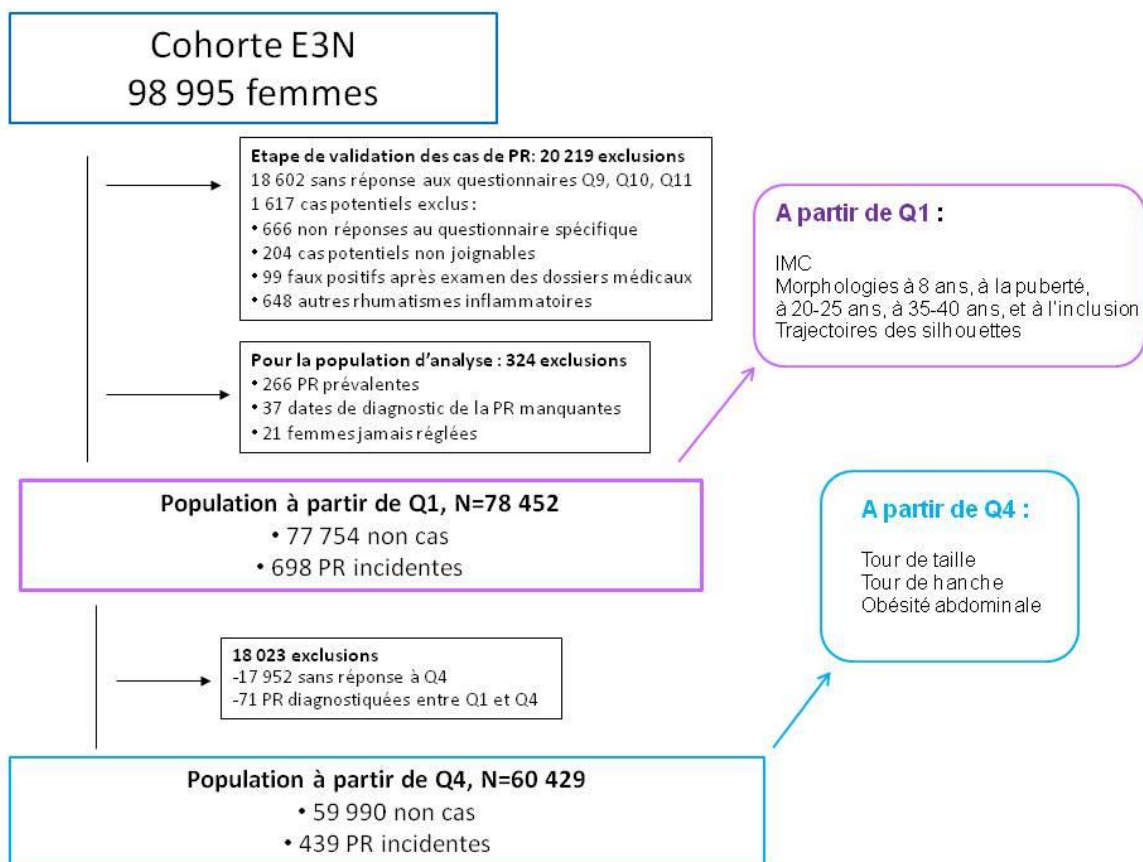 Cohorte E3N
98 995 femmes
Etape de validation des cas de PR: 20 219 exclusions
18 602 sans réponse aux questionnaires Q9, Q10, Q11
1 617 cas potentiels exclus :
• 666 non réponses au questionnaire spécifique
• 204 cas potentiels non joignables
• 99 faux positifs après examen des dossiers médicaux
• 648 autres rhumatismes inflammatoires
A partir de Q1 :
IMC
Morphologies à 8 ans, à la puberté,
à 20-25 ans, à 35-40 ans, et à l'inclusion
Trajectoires des silhouettes
Pour la population d'analyse : 324 exclusions
• 266 PR prévalentes
• 37 dates de diagnostic de la PR manquantes
• 21 femmes jamais réglées
Population à partir de Q1, N=78 452
• 77 754 non cas
• 698 PR incidentes
A partir de Q4 :
Tour de taille
Tour de hanche
Obésité abdominale
18 023 exclusions
-17 952 sans réponse à Q4
-71 PR diagnostiquées entre Q1 et Q4
Population à partir de Q4, N=60 429
• 59 990 non cas
• 439 PR incidentes